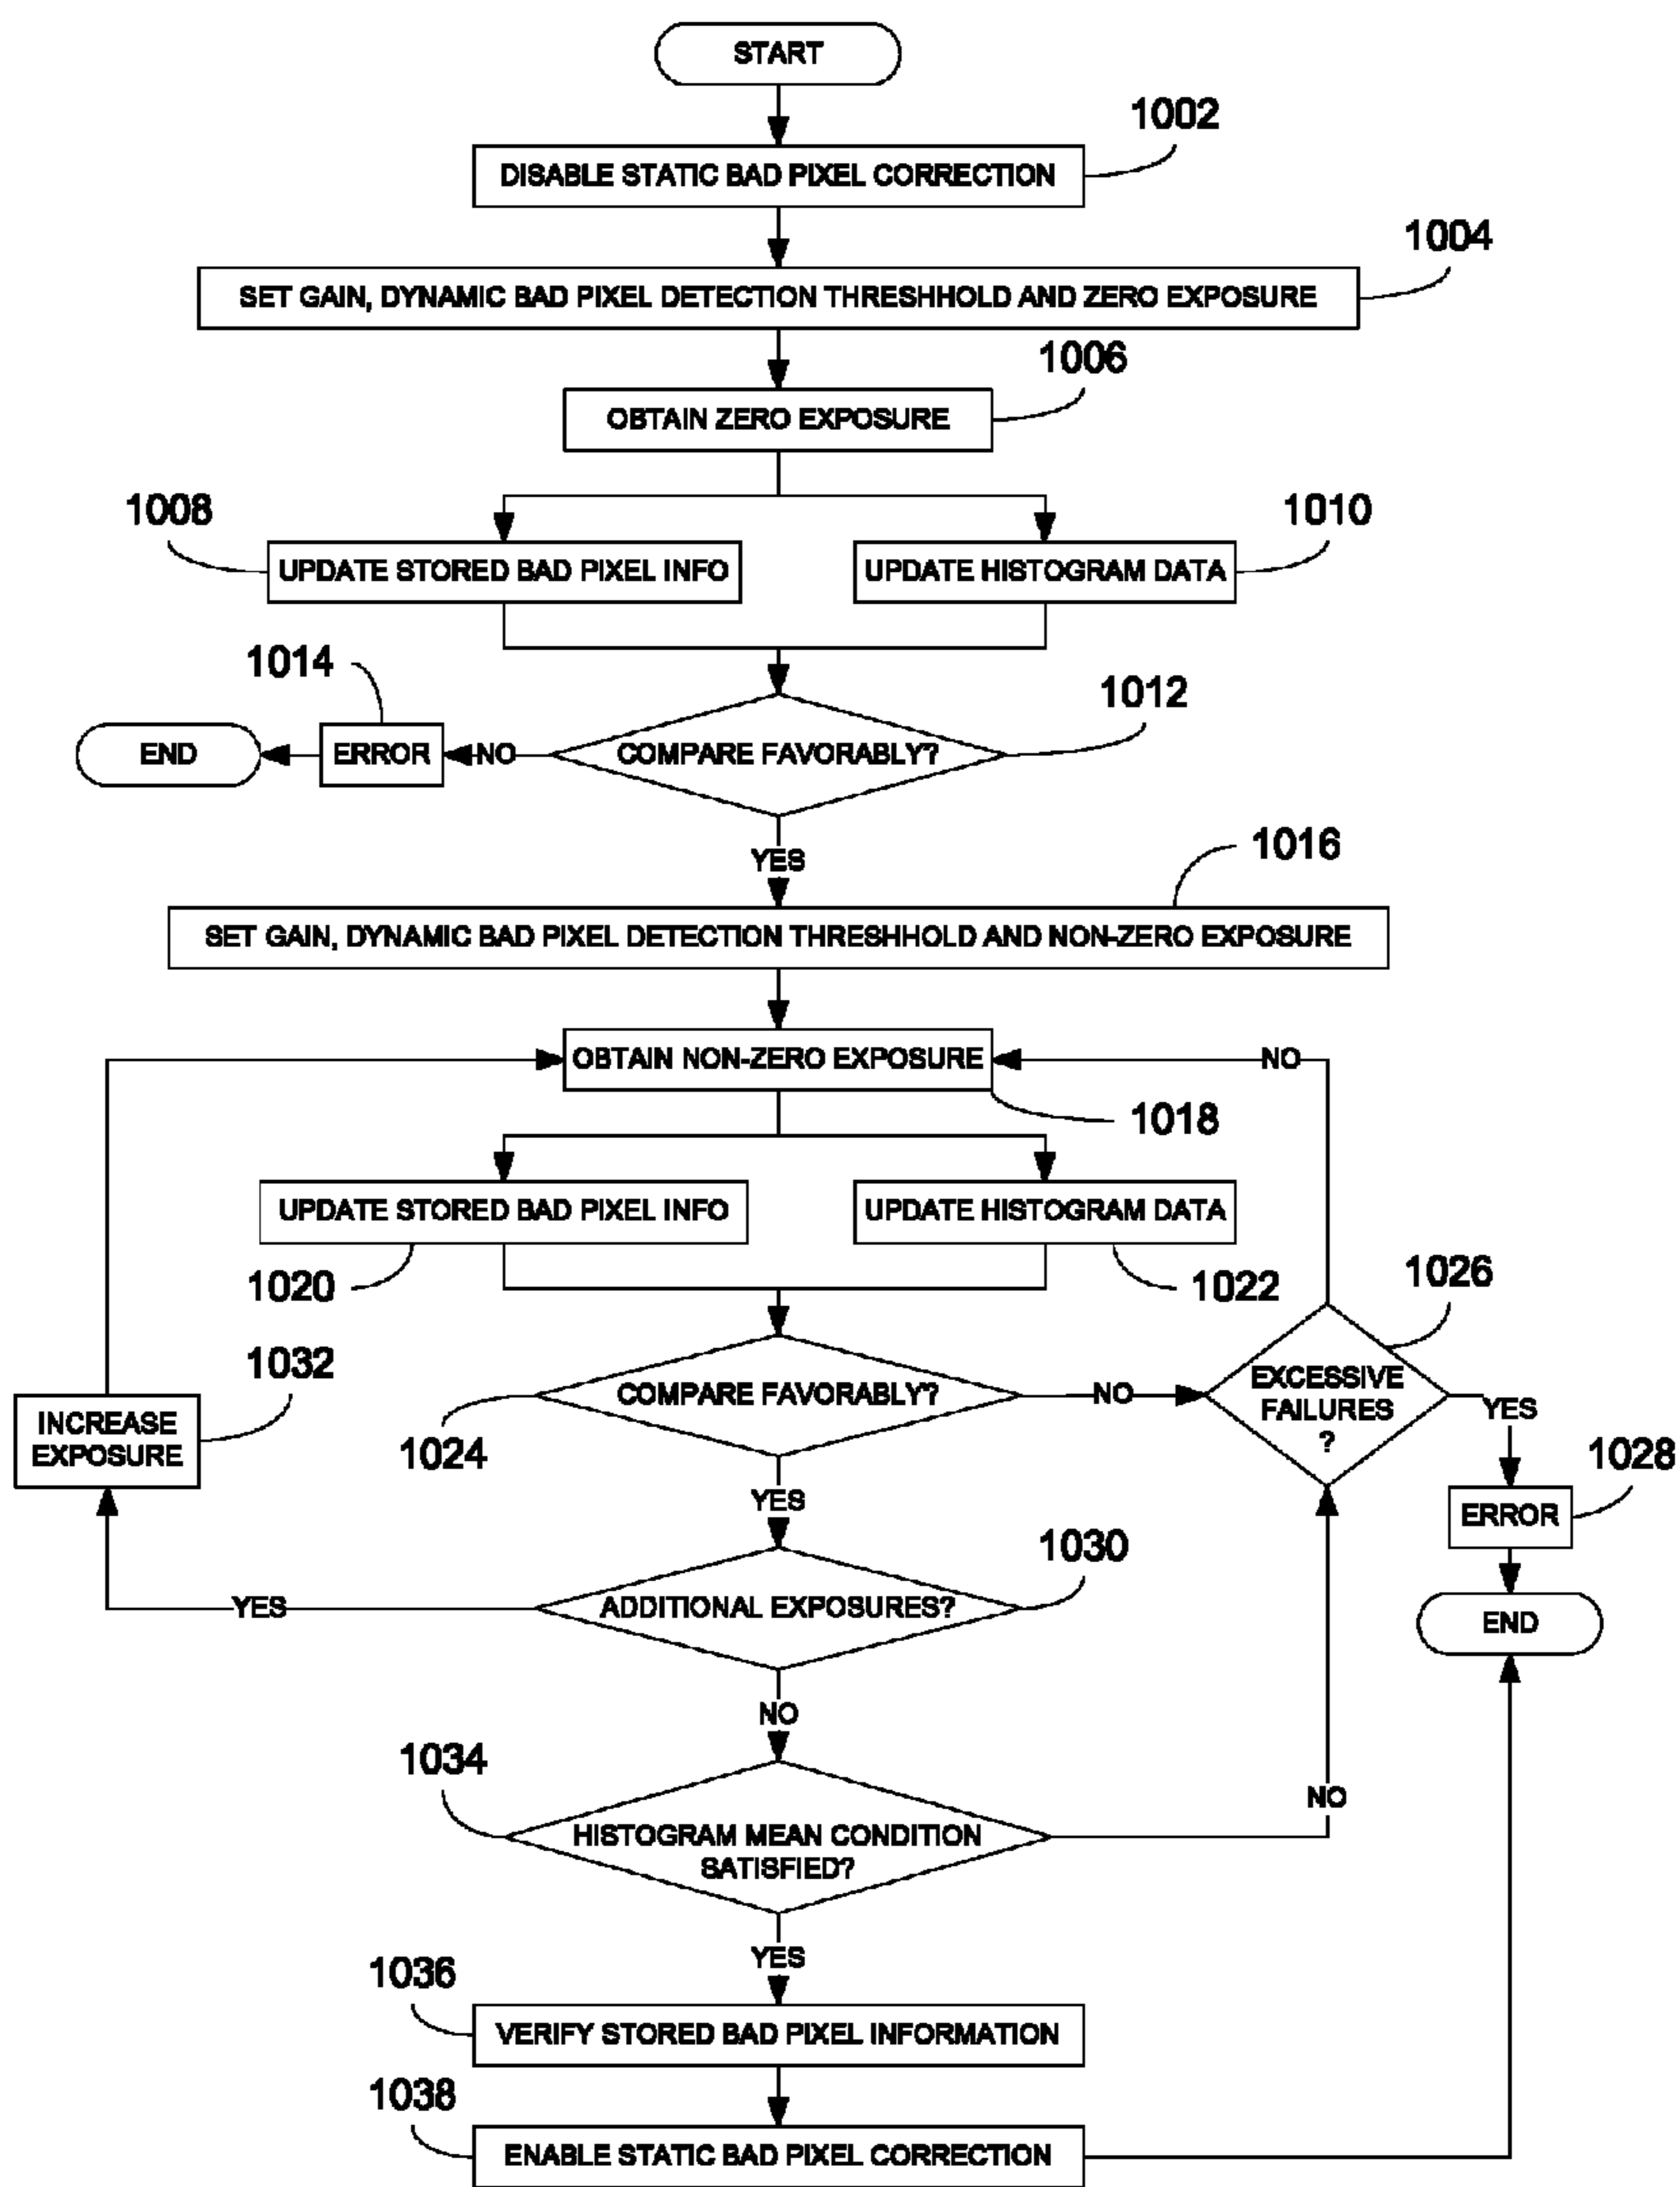 START
1002
DISABLE STATIC BAD PIXEL CORRECTION
1004
SET GAIN, DYNAMIC BAD PIXEL DETECTION THRESHHOLD AND ZERO EXPOSURE
1006
OBTAIN ZERO EXPOSURE
1008
1010
UPDATE STORED BAD PIXEL INFO
UPDATE HISTOGRAM DATA
1014
1012
END
ERROR
NO
COMPARE FAVORABLY?
YES
1016
SET GAIN, DYNAMIC BAD PIXEL DETECTION THRESHHOLD AND NON-ZERO EXPOSURE
OBTAIN NON-ZERO EXPOSURE
NO
1018
UPDATE STORED BAD PIXEL INFO
UPDATE HISTOGRAM DATA
1020
1022
1026
1032
COMPARE FAVORABLY?
NO
EXCESSIVE
FAILURES
?
YES
INCREASE
EXPOSURE
1024
1028
YES
ERROR
1030
YES
ADDITIONAL EXPOSURES?
END
NO
1034
NO
HISTOGRAM MEAN CONDITION
SATISFIED?
YES
1036
VERIFY STORED BAD PIXEL INFORMATION
1038
ENABLE STATIC BAD PIXEL CORRECTION